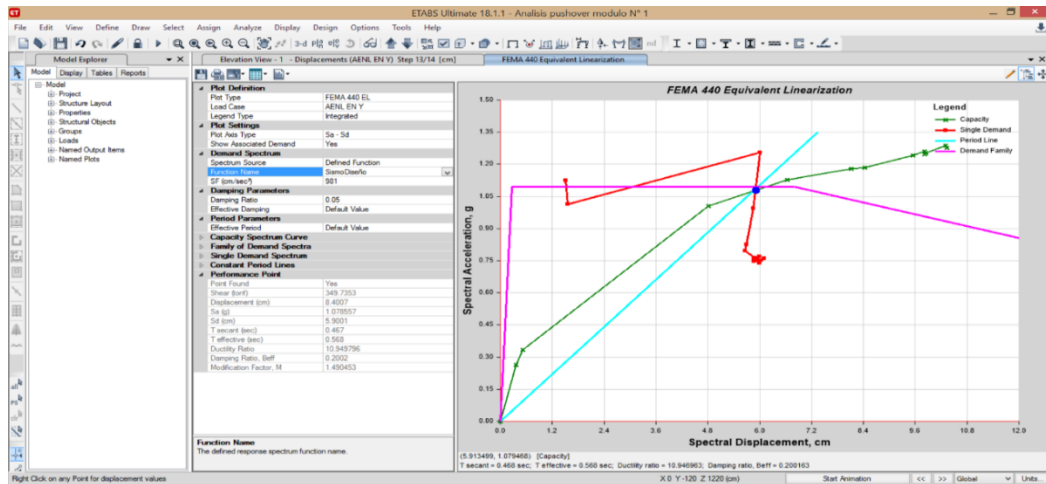 ETABS Ultimate 18.1.1 - Analisis pushover modulo N° 1
File Edit View Define Draw Select Assign Analyze Display Design Options Tools Help
Model Explorer
Elevation View - 1 - Displacements (AENL EN Y) Step 13/14 [cm]
FEMA 440 Equivalent Linearization
Model Display Tables Reports
Model
Project
Structure Layout
Properties
Structural Objects
Groups
Loads
Named Output Items
Named Plots
Plot Definition
Plot Type FEMA 440 EL
Load Case AENL EN Y
Legend Type Integrated
Plot Settings
Plot Axis Type Sa - Sd
Show Associated Demand Yes
Demand Spectrum
Spectrum Source Defined Function
Function Name SismoDiseño
SF (cm/sec²) 981
Damping Parameters
Damping Ratio 0.05
Effective Damping Default Value
Period Parameters
Effective Period Default Value
Capacity Spectrum Curve
Family of Demand Spectra
Single Demand Spectrum
Constant Period Lines
Performance Point
Point Found Yes
Shear (tonf) 349.7353
Displacement (cm) 8.4007
Sa (g) 1.078557
Sd (cm) 5.9001
T secant (sec) 0.467
T effective (sec) 0.568
Ductility Ratio 10.949796
Damping Ratio, Beff 0.2002
Modification Factor, M 1.490453
Function Name
The defined response spectrum function name.
FEMA 440 Equivalent Linearization
Legend
Capacity
Single Demand
Period Line
Demand Family
Spectral Acceleration, g
1.50
1.35
1.20
1.05
0.90
0.75
0.60
0.45
0.30
0.15
0.00
0.0 1.2 2.4 3.6 4.8 6.0 7.2 8.4 9.6 10.8 12.0
Spectral Displacement, cm
(5.913499, 1.079468) [Capacity]
T secant = 0.468 sec; T effective = 0.568 sec; Ductility ratio = 10.946963; Damping ratio, Beff = 0.200163
Right Click on any Point for displacement values
X 0 Y -120 Z 1220 (cm)
Start Animation << >> Global Units...